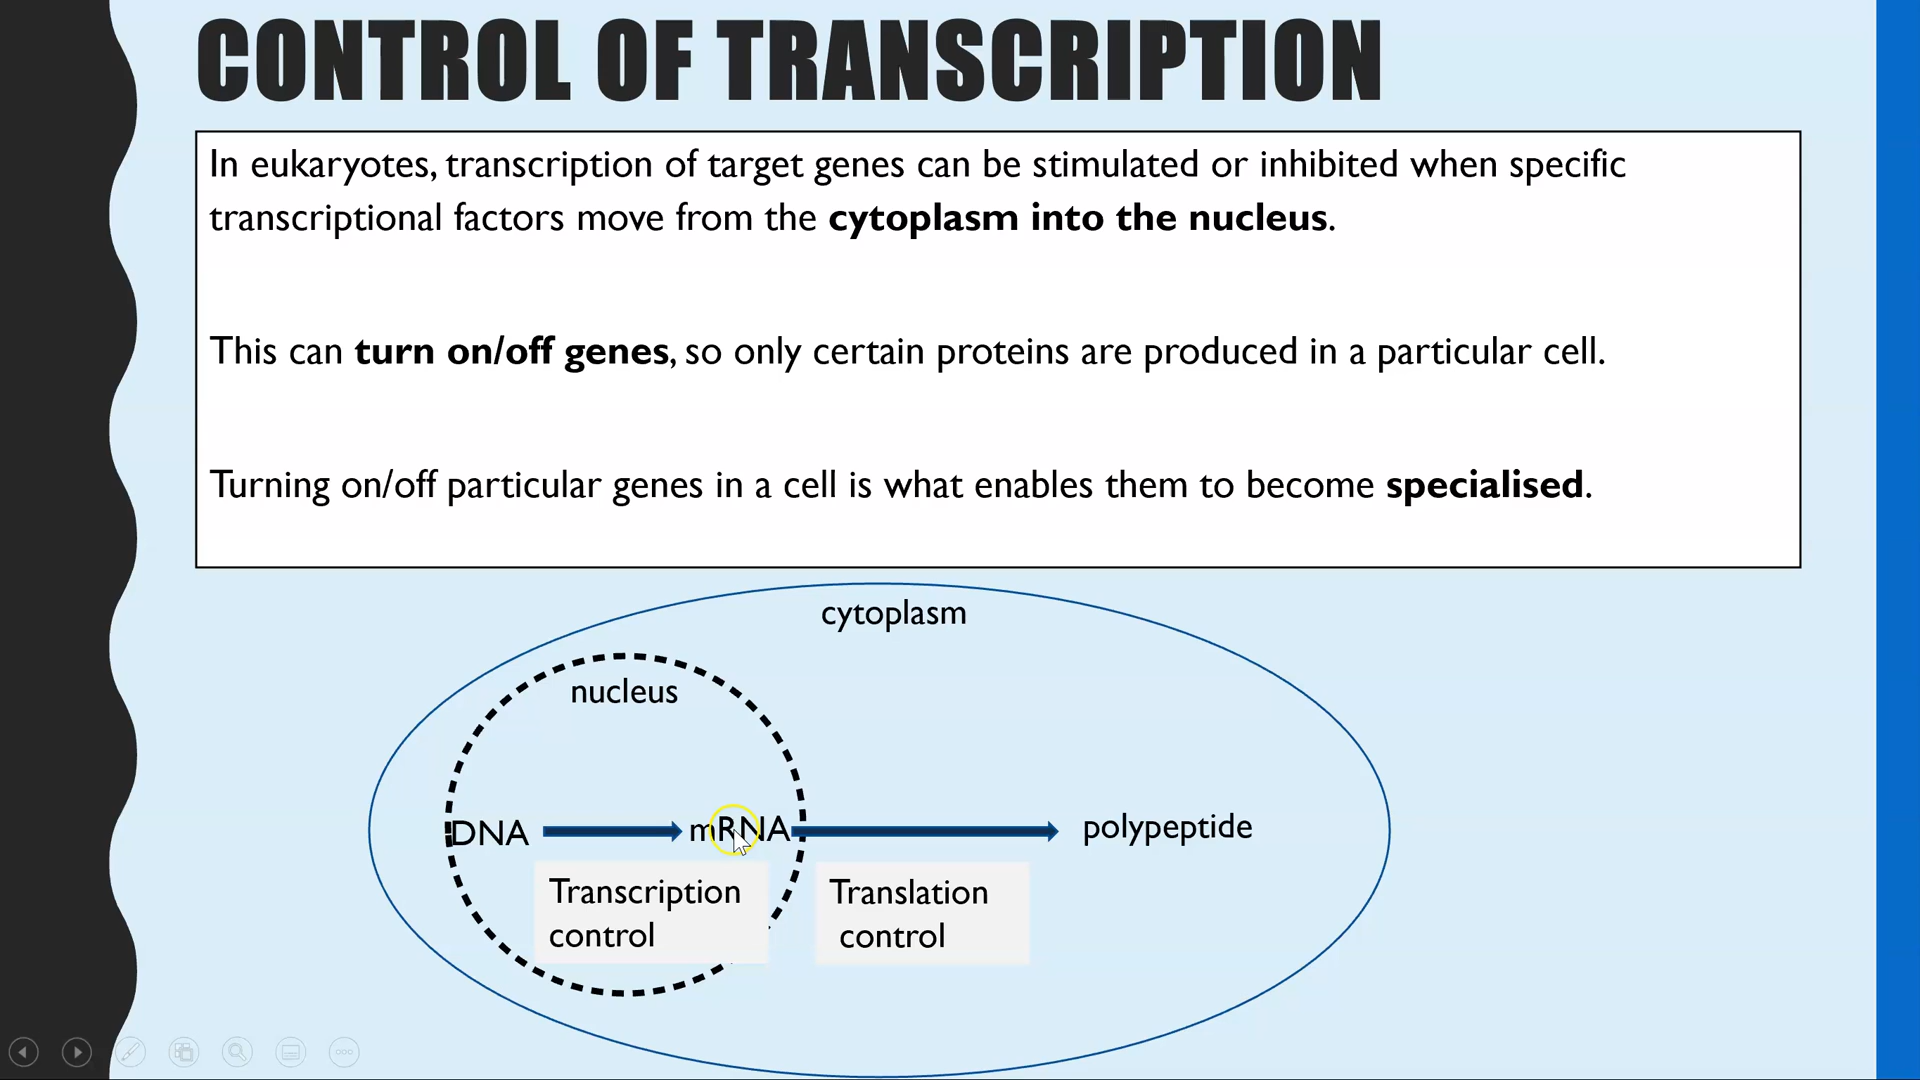 CONTROL OF TRANSCRIPTION
In eukaryotes, transcription of target genes can be stimulated or inhibited when specific
transcriptional factors move from the cytoplasm into the nucleus.
This can turn on/off genes, so only certain proteins are produced in a particular cell.
Turning on/off particular genes in a cell is what enables them to become specialised.
cytoplasm
nucleus
DNA
mRNA
polypeptide
Transcription
control
Translation
control